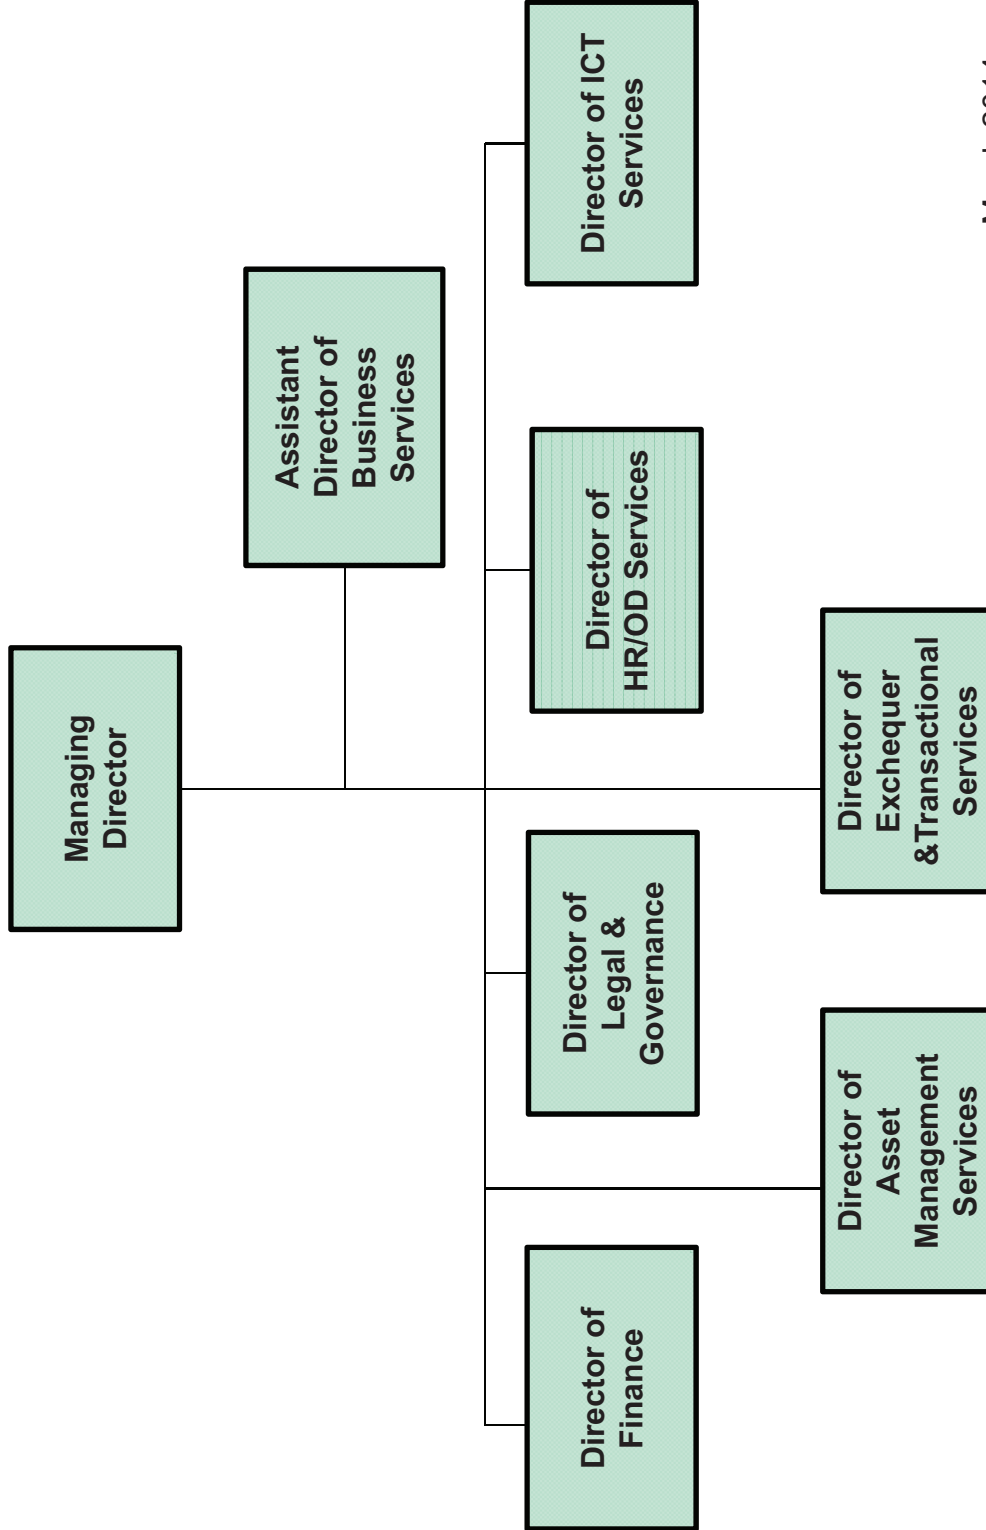 Managing
Director
Assistant
Director of
Business
Services
Director of
Finance
Director of
Legal &
Governance
Director of
HR/OD Services
Director of ICT
Services
Director of
Asset
Management
Services
Director of
Exchequer
&Transactional
Services